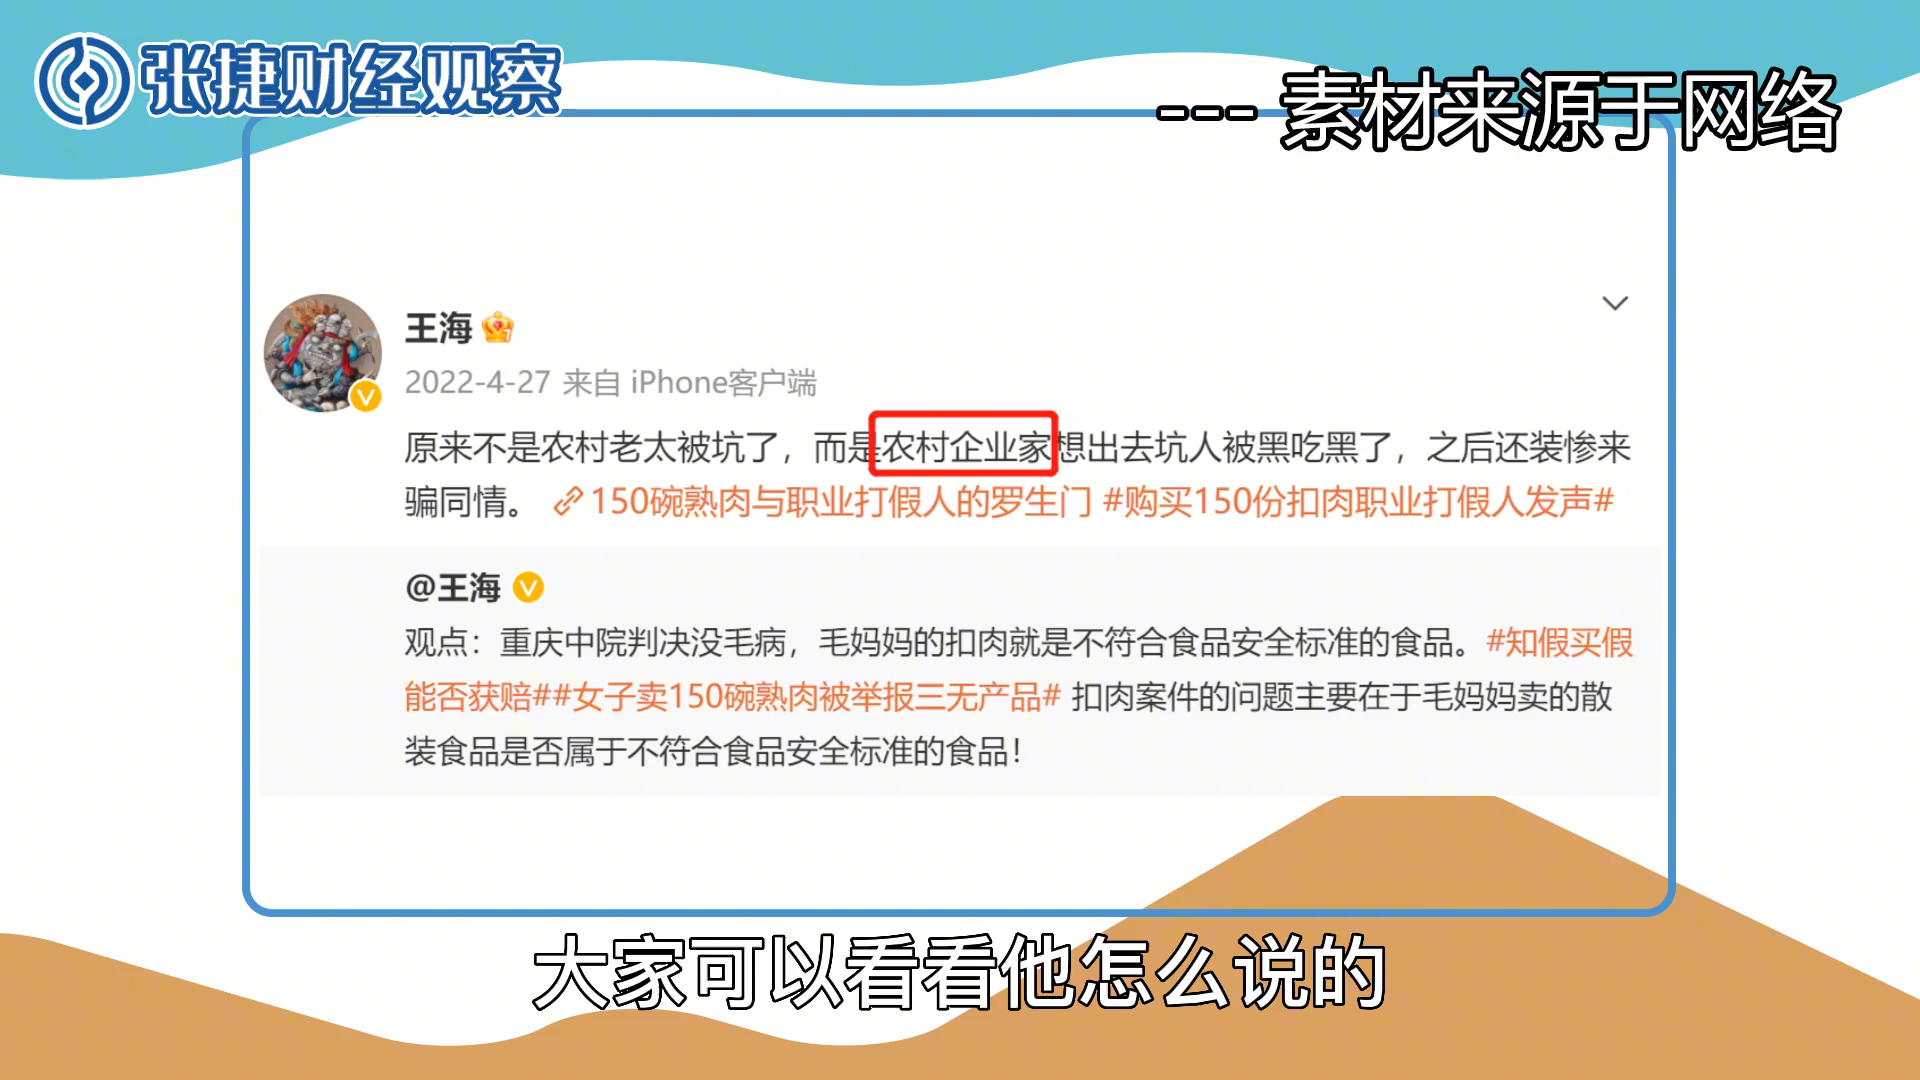 张捷财经观察
--- 素材来源于网络
王海
2022-4-27 来自 iPhone客户端
原来不是农村老太被坑了，而是农村企业家想出去坑人被黑吃黑了，之后还装惨来
骗同情。 150碗熟肉与职业打假人的罗生门 #购买150份扣肉职业打假人发声#
@王海
观点：重庆中院判决没毛病，毛妈妈的扣肉就是不符合食品安全标准的食品。#知假买假
能否获赔##女子卖150碗熟肉被举报三无产品# 扣肉案件的问题主要在于毛妈妈卖的散
装食品是否属于不符合食品安全标准的食品！
大家可以看看他怎么说的